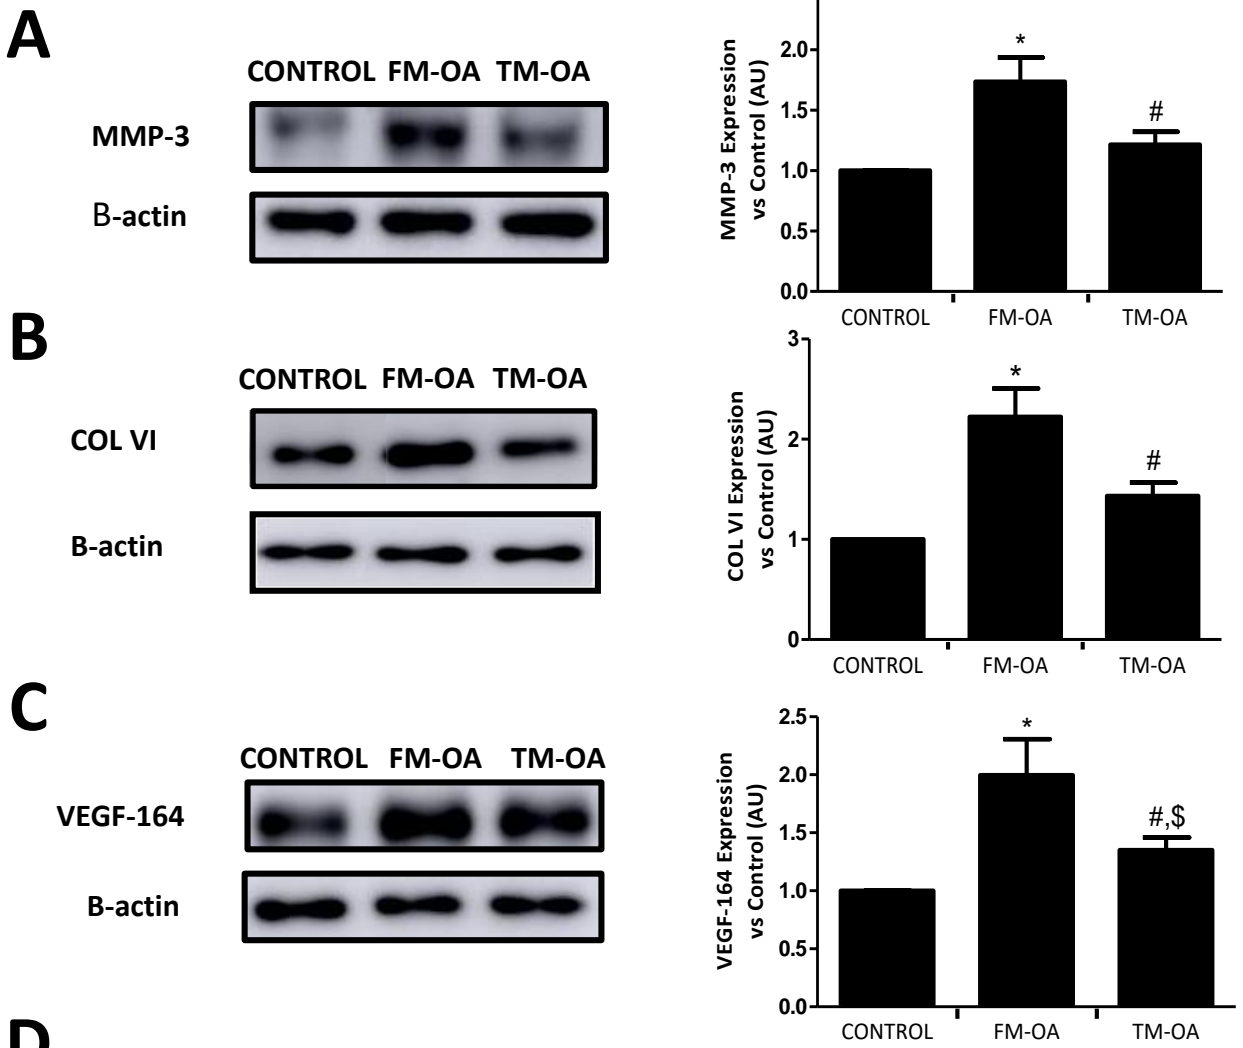 A
CONTROL FM-OA TM-OA
MMP-3
B-actin
MMP-3 Expression
vs Control (AU)
2.0
1.5
1.0
0.5
0.0
*
#
CONTROL FM-OA TM-OA
B
CONTROL FM-OA TM-OA
COL VI
B-actin
COL VI Expression
vs Control (AU)
3
2
1
0
*
#
CONTROL FM-OA TM-OA
C
CONTROL FM-OA TM-OA
VEGF-164
B-actin
VEGF-164 Expression
vs Control (AU)
2.5
2.0
1.5
1.0
0.5
0.0
*
#,$
CONTROL FM-OA TM-OA
D